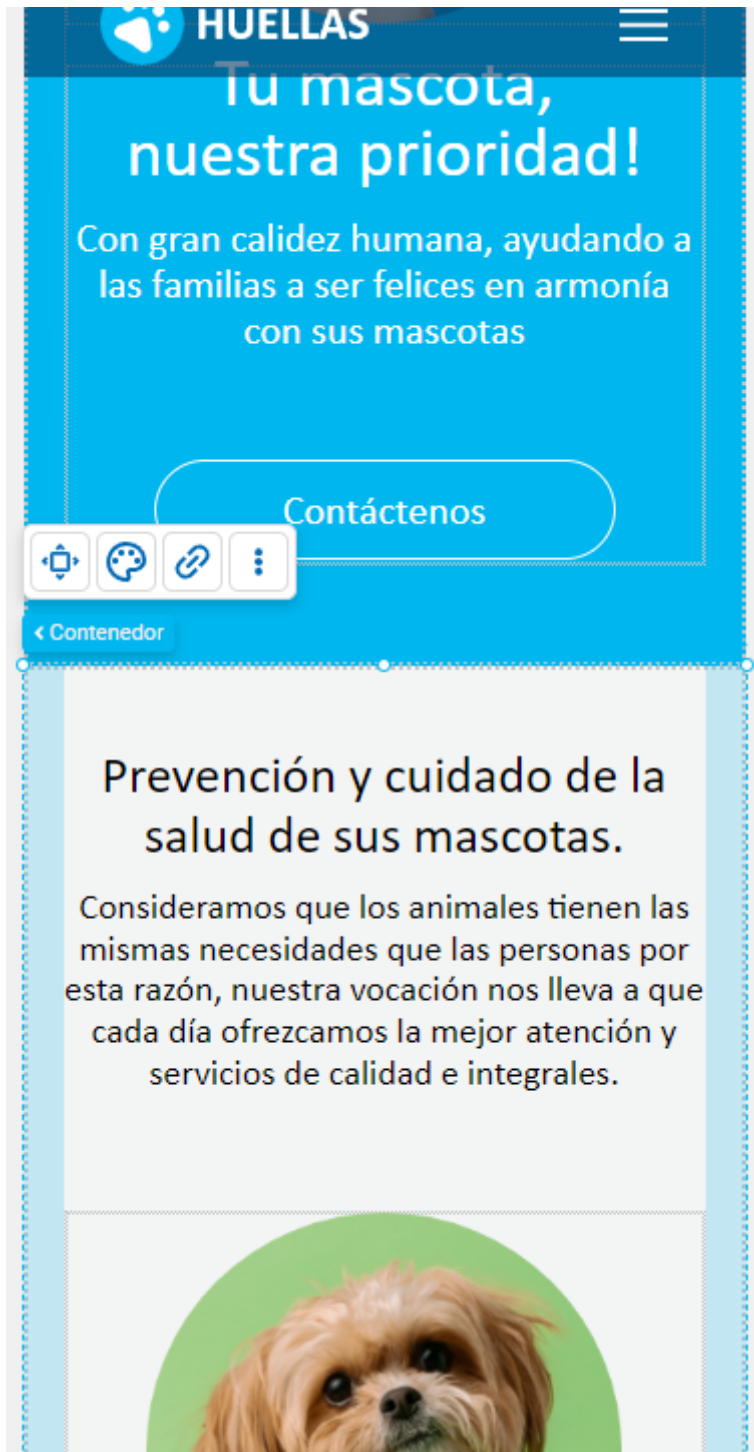 HUELLAS
Tu mascota,
nuestra prioridad!
Con gran calidez humana, ayudando a
las familias a ser felices en armonía
con sus mascotas
Contáctenos
Contenedor
Prevención y cuidado de la
salud de sus mascotas.
Consideramos que los animales tienen las
mismas necesidades que las personas por
esta razón, nuestra vocación nos lleva a que
cada día ofrezcamos la mejor atención y
servicios de calidad e integrales.